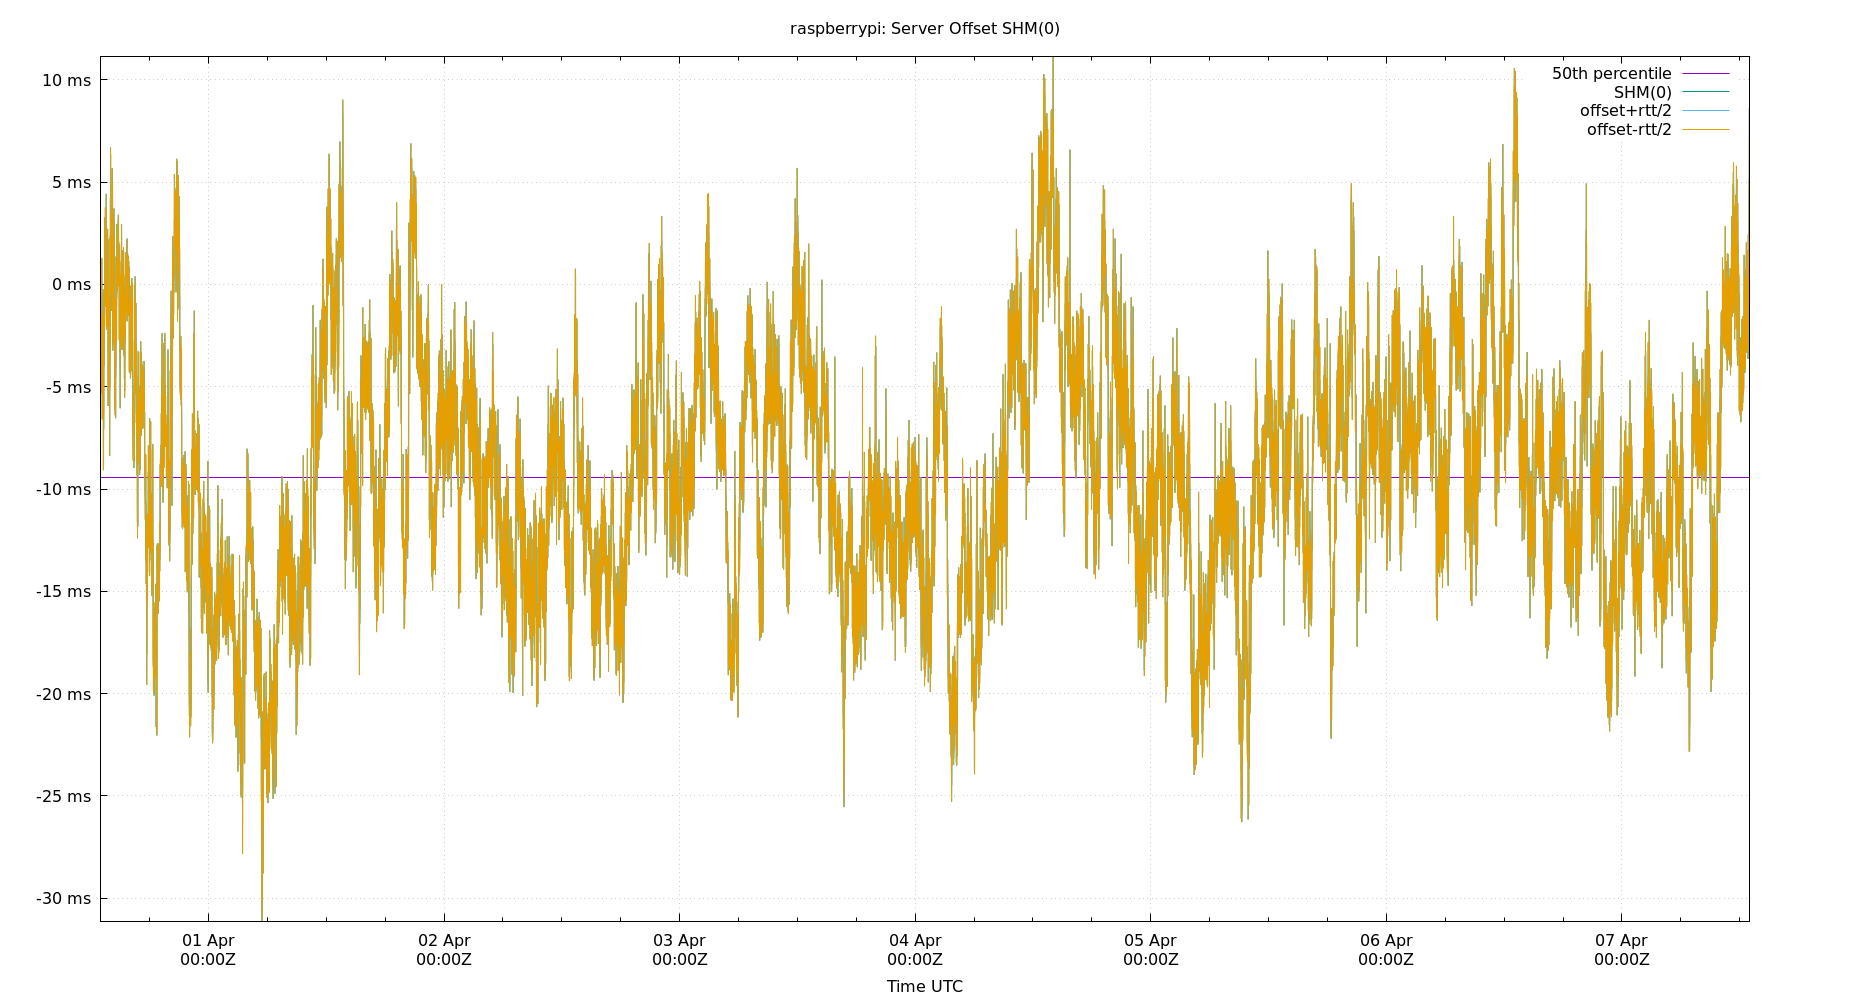 raspberrypi: Server Offset SHM(0)
10 ms
5 ms
0 ms
-5 ms
-10 ms
-15 ms
-20 ms
-25 ms
-30 ms
50th percentile
SHM(0)
offset+rtt/2
offset-rtt/2
01 Apr 02 Apr 03 Apr 04 Apr 05 Apr 06 Apr 07 Apr
00:00Z 00:00Z 00:00Z 00:00Z 00:00Z 00:00Z 00:00Z
Time UTC